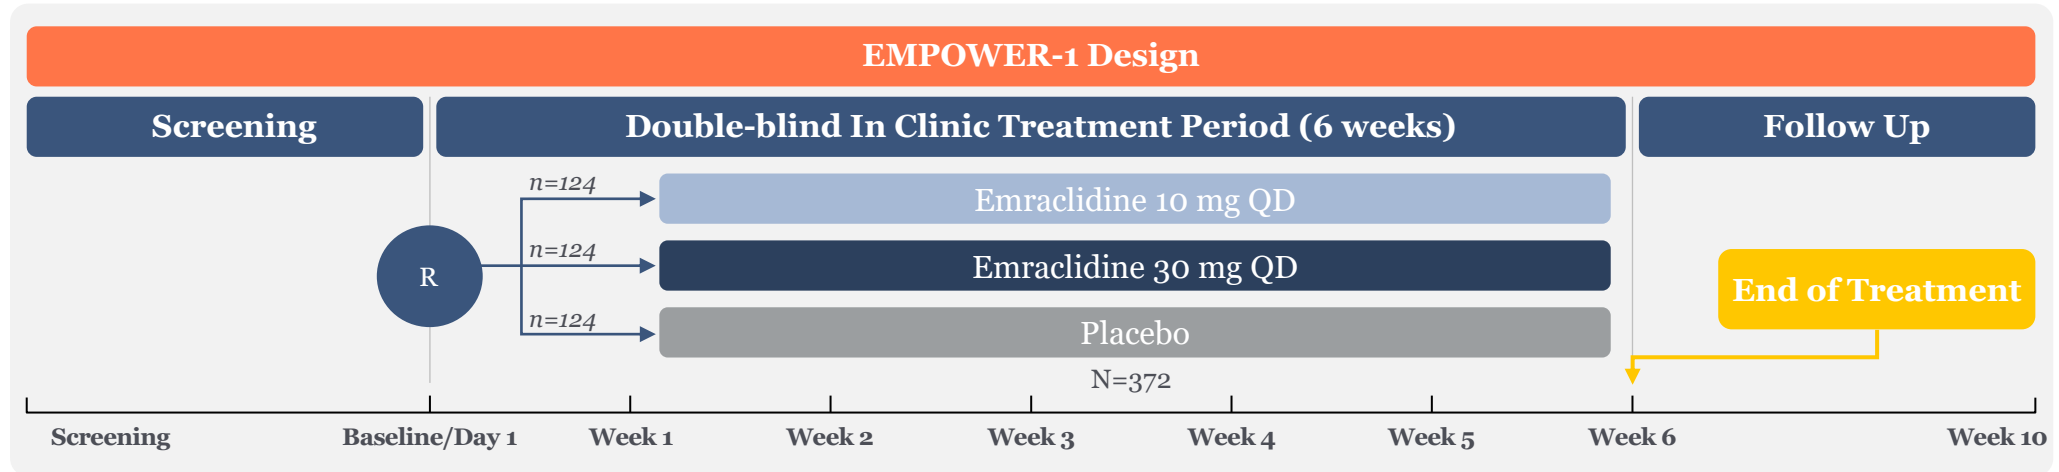 EMPOWER-1 Design
Screening
Double-blind In Clinic Treatment Period (6 weeks)
Follow Up
n=124
Emraclidine 10 mg QD
R
n=124
Emraclidine 30 mg QD
End of Treatment
n=124
Placebo
N=372
Screening
Baseline/Day 1
Week 1
Week 2
Week 3
Week 4
Week 5
Week 6
Week 10